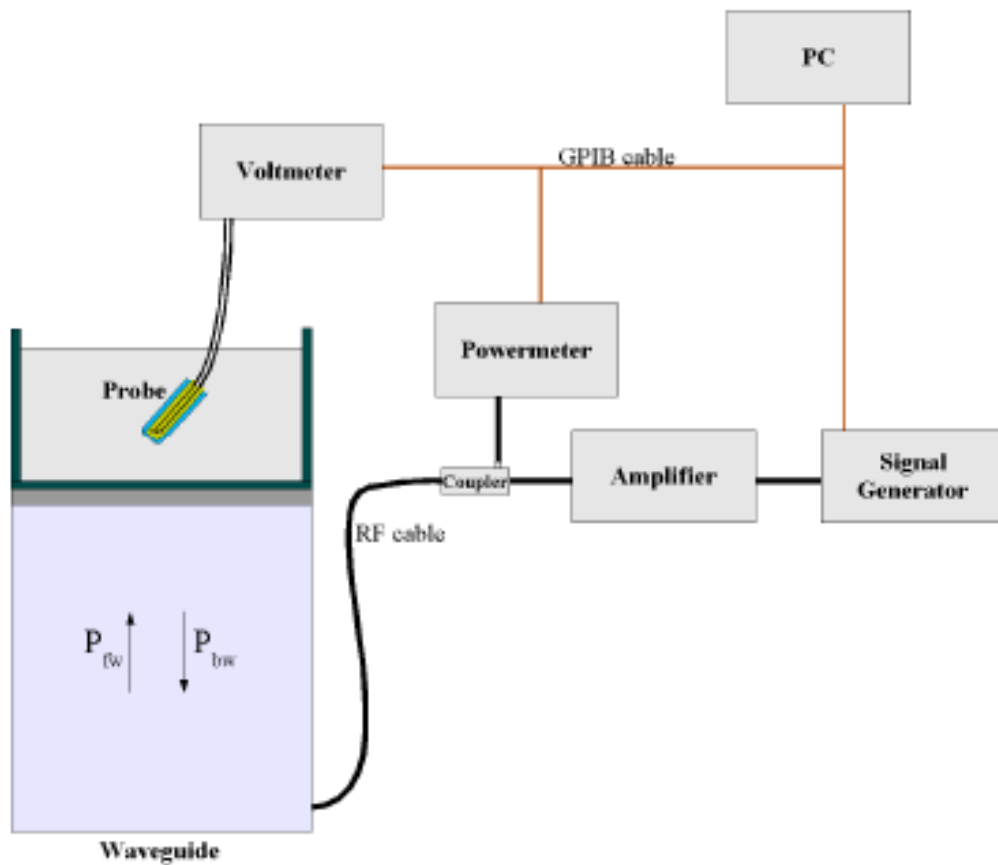 PC
GPIB cable
Voltmeter
Powermeter
Probe
Coupler
Amplifier
Signal
Generator
RF cable
P fw
P bw
Waveguide